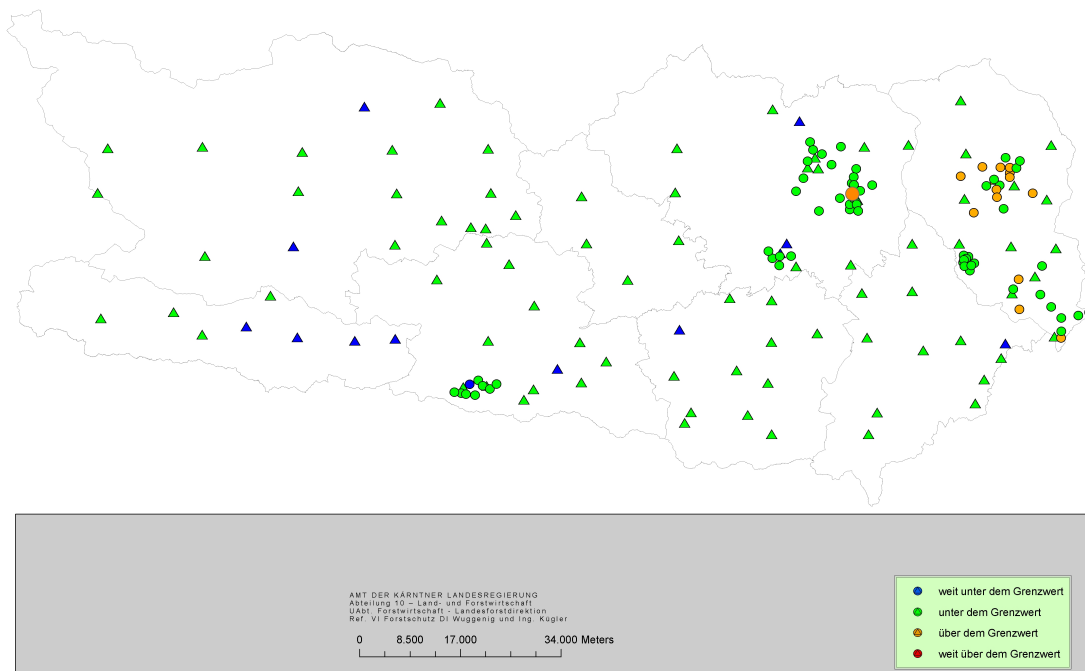 AMT DER KÄRNTNER LANDESREGIERUNG
Abteilung 10 – Land- und Forstwirtschaft
UAbt. Forstwirtschaft - Landesforstdirektion
Ref. VI Forstschutz DI Wuggenig und Ing. Kügler
0 8.500 17.000 34.000 Meters
weit unter dem Grenzwert
unter dem Grenzwert
über dem Grenzwert
weit über dem Grenzwert